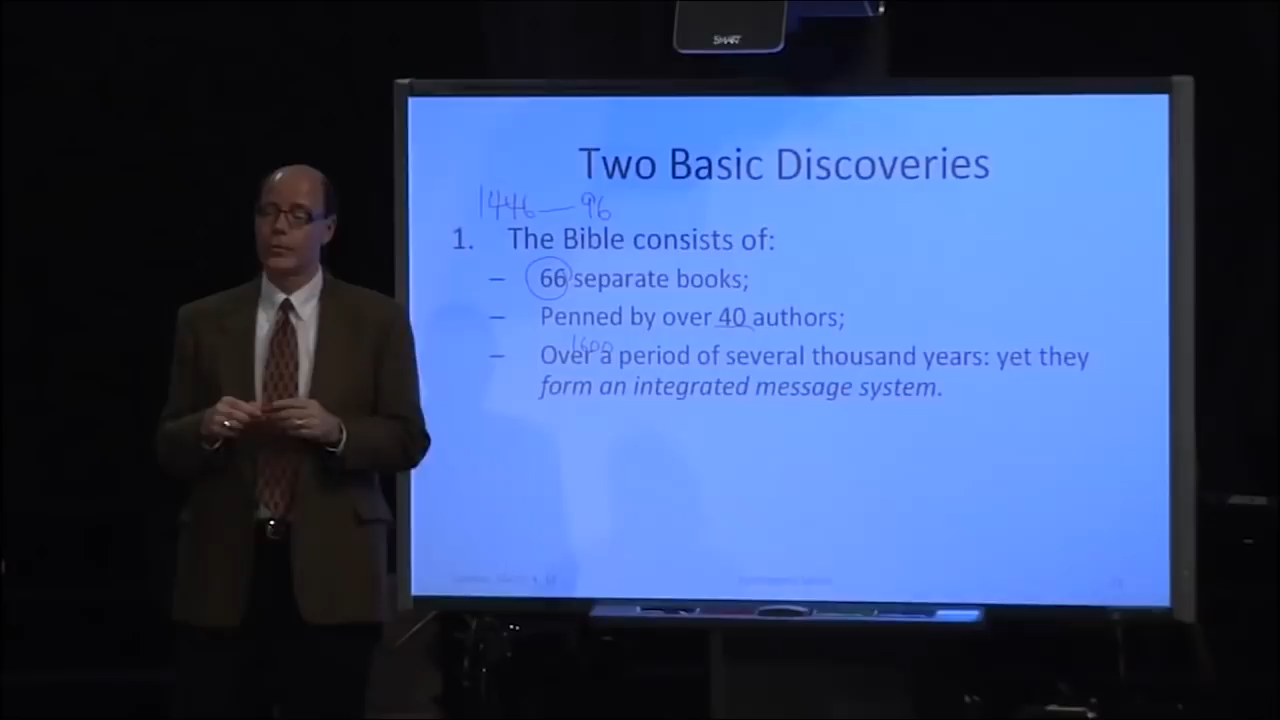 SMART
Two Basic Discoveries
1446 — 96
1. The Bible consists of:
– 66 separate books;
– Penned by over 40 authors;
1600
– Over a period of several thousand years: yet they
form an integrated message system.